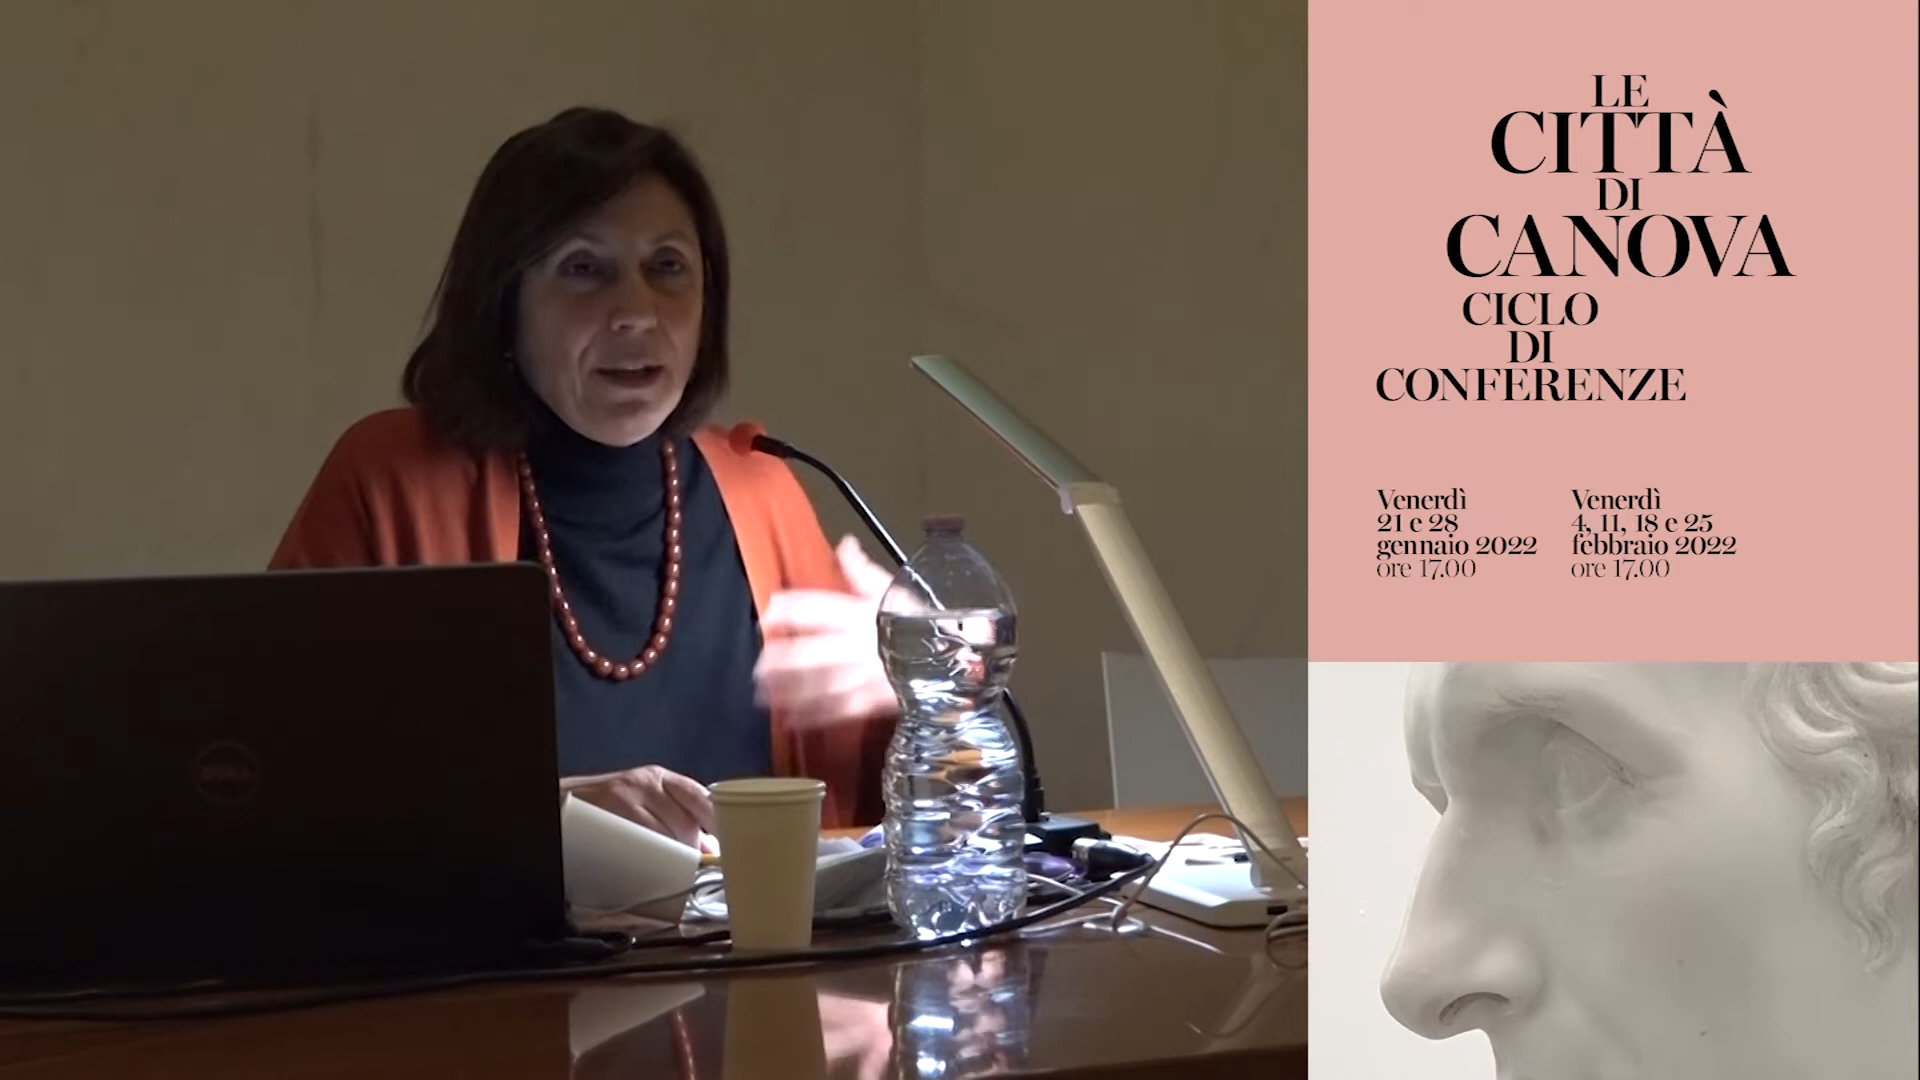 LE
CITTÀ
DI
CANOVA
CICLO
DI
CONFERENZE
Venerdì
21 e 28
gennaio 2022
ore 17.00
Venerdì
4, 11, 18 e 25
febbraio 2022
ore 17.00
DELL